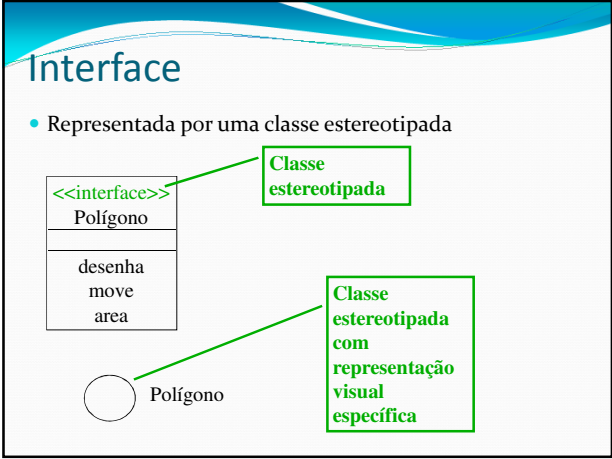 Interface
Representada por uma classe estereotipada
Classe
estereotipada
<<interface>>
Polígono
desenha
move
area
Classe
estereotipada
com
representação
visual
específica
Polígono